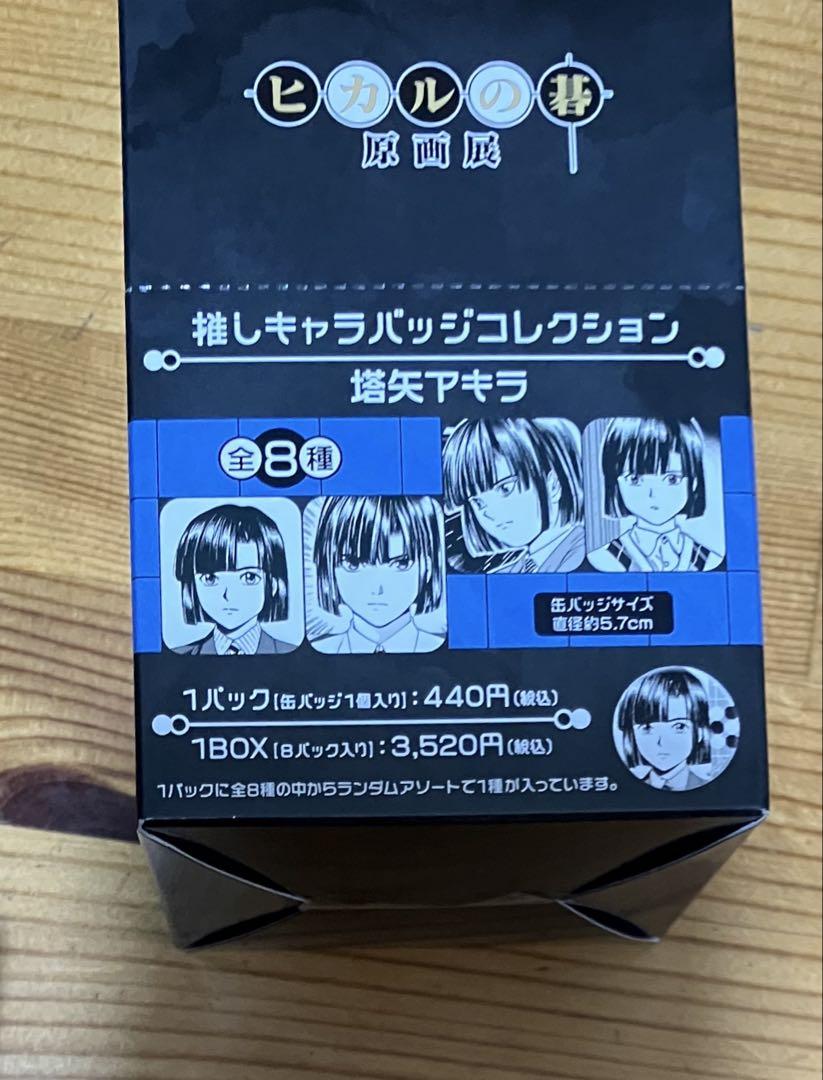 ヒカルの碁
原画展
推しキャラバッジコレクション
塔矢アキラ
全8種
缶バッジサイズ
直径約5.7cm
1パック[缶バッジ1個入り]:440円(税込)
1BOX[8パック入り]:3,520円(税込)
1パックに全8種の中からランダムアソートで1種が入っています。